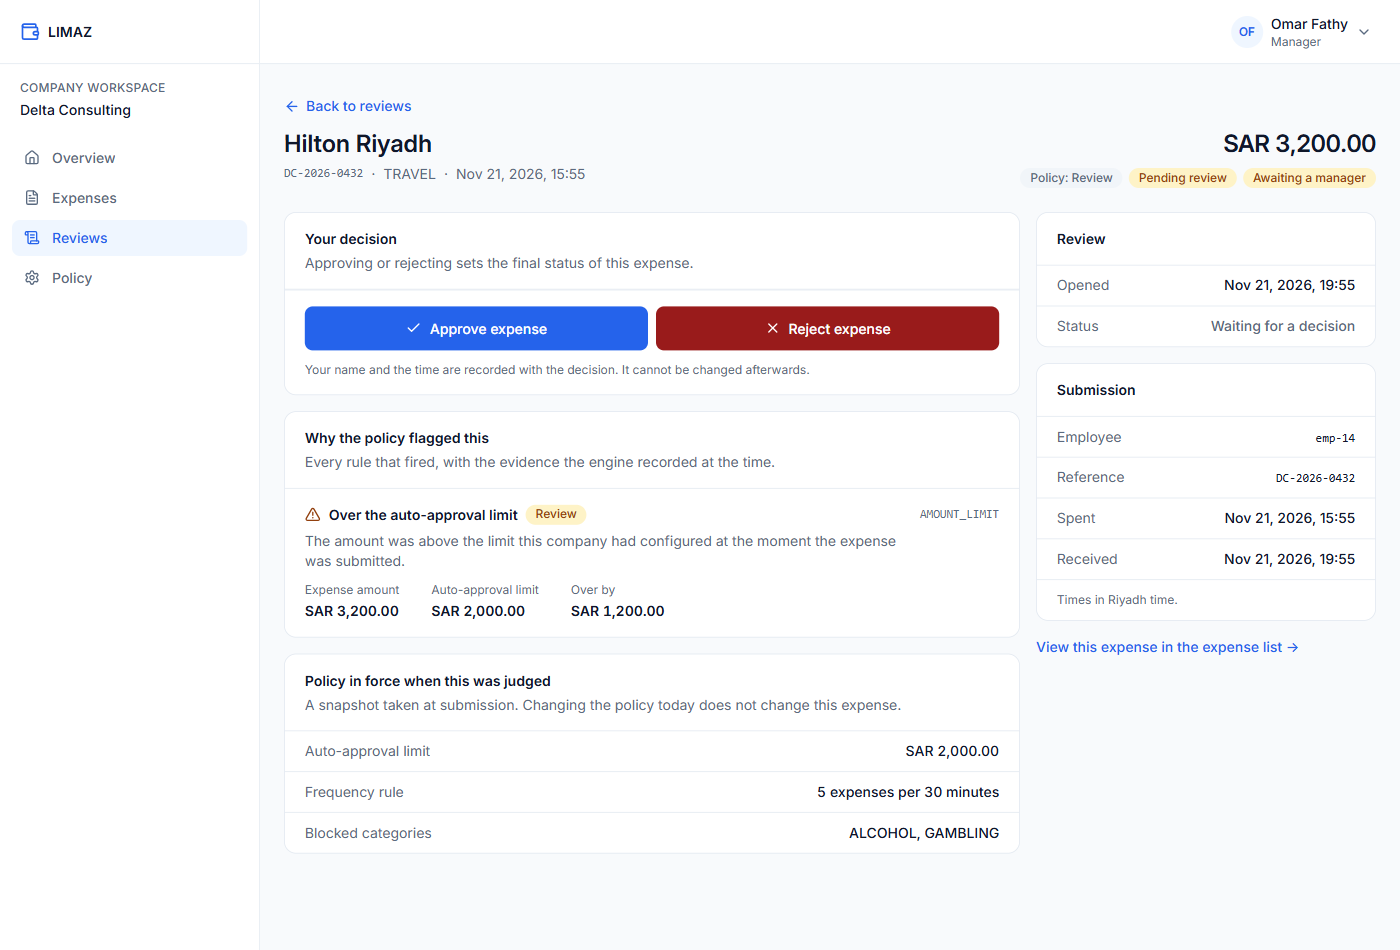 LIMAZ
OF
Omar Fathy
Manager
COMPANY WORKSPACE
Delta Consulting
Overview
Expenses
Reviews
Policy
← Back to reviews
Hilton Riyadh
SAR 3,200.00
DC-2026-0432 · TRAVEL · Nov 21, 2026, 15:55
Policy: Review
Pending review
Awaiting a manager
Your decision
Approving or rejecting sets the final status of this expense.
Approve expense
Reject expense
Your name and the time are recorded with the decision. It cannot be changed afterwards.
Why the policy flagged this
Every rule that fired, with the evidence the engine recorded at the time.
Over the auto-approval limit Review AMOUNT_LIMIT
The amount was above the limit this company had configured at the moment the expense
was submitted.
Expense amount Auto-approval limit Over by
SAR 3,200.00 SAR 2,000.00 SAR 1,200.00
Policy in force when this was judged
A snapshot taken at submission. Changing the policy today does not change this expense.
Auto-approval limit SAR 2,000.00
Frequency rule 5 expenses per 30 minutes
Blocked categories ALCOHOL, GAMBLING
Review
Opened Nov 21, 2026, 19:55
Status Waiting for a decision
Submission
Employee emp-14
Reference DC-2026-0432
Spent Nov 21, 2026, 15:55
Received Nov 21, 2026, 19:55
Times in Riyadh time.
View this expense in the expense list →